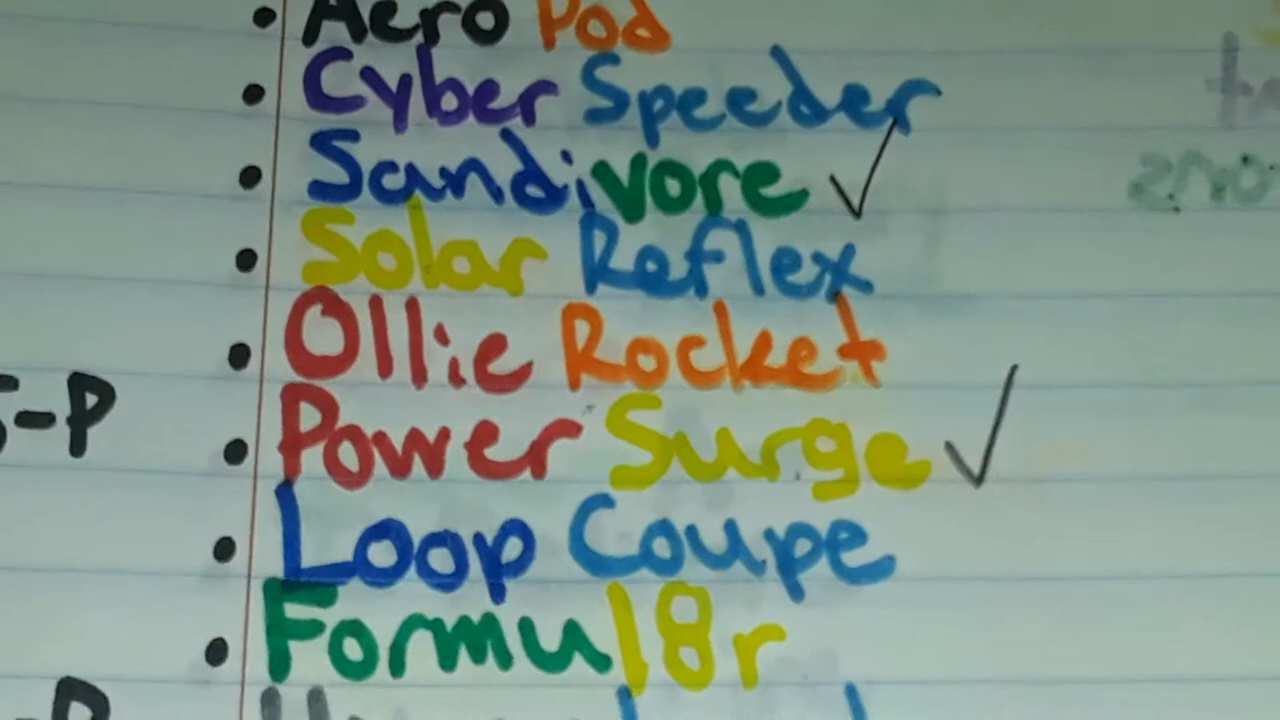 • Aero Pod
• Cyber Speeder
• Sandivore ✓
• Solar Reflex
• Ollie Rocket
-P • Power Surge ✓
• Loop Coupe
• Formul8r